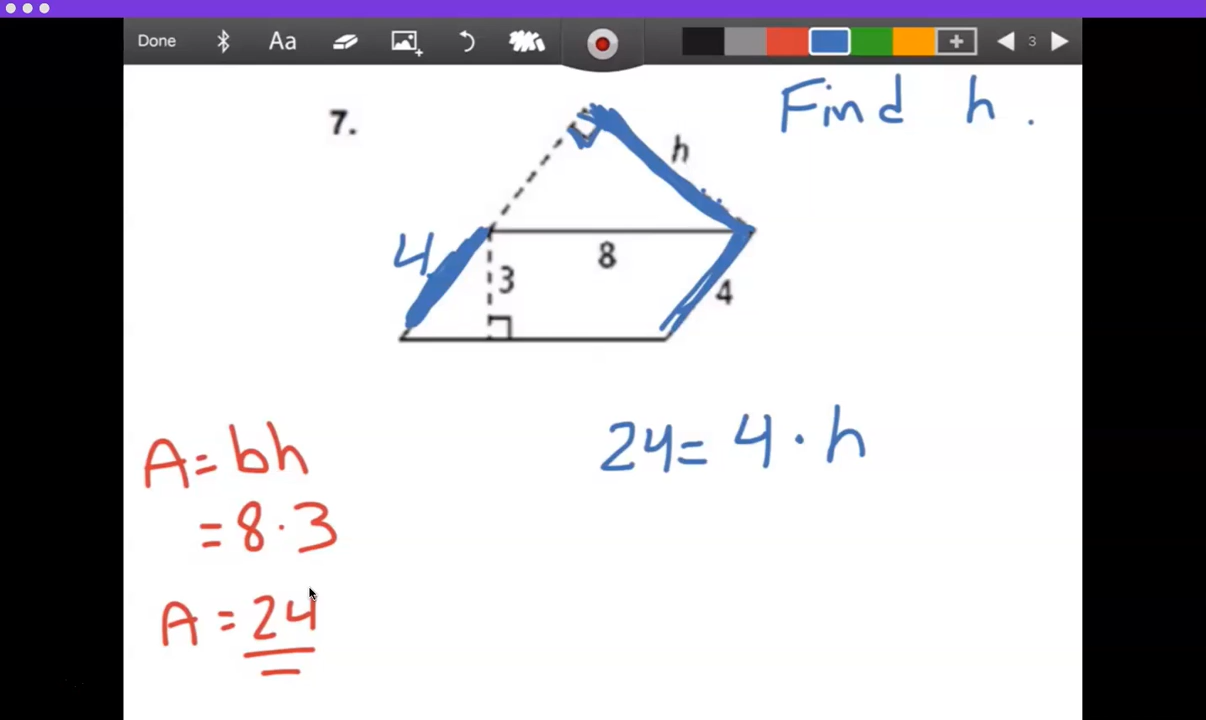 Done Aa 3
7.
Find h.
h
4
3
8
4
A = bh
= 8 · 3
A = 24
24 = 4 · h